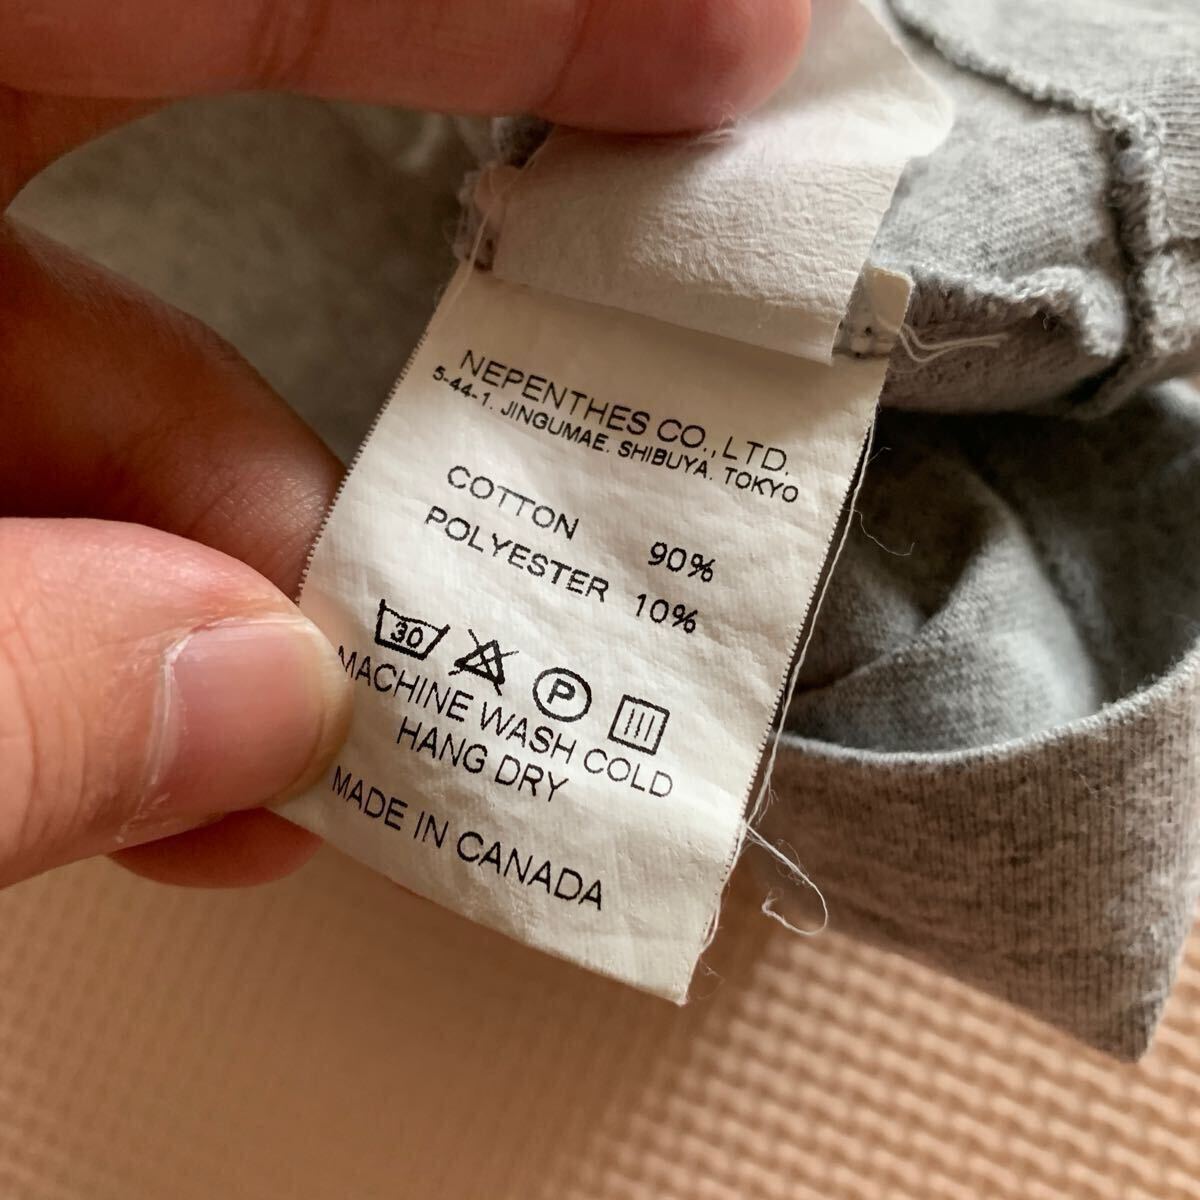 NEPENTHES CO., LTD.
5-44-1. JINGUMAE. SHIBUYA. TOKYO
COTTON 90%
POLYESTER 10%
30 P
MACHINE WASH COLD
HANG DRY
MADE IN CANADA